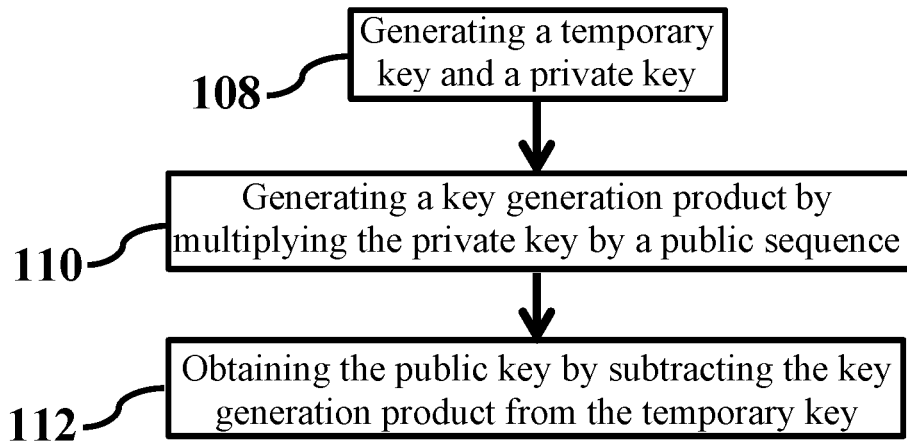 Generating a temporary
key and a private key
108
Generating a key generation product by
multiplying the private key by a public sequence
110
Obtaining the public key by subtracting the key
generation product from the temporary key
112